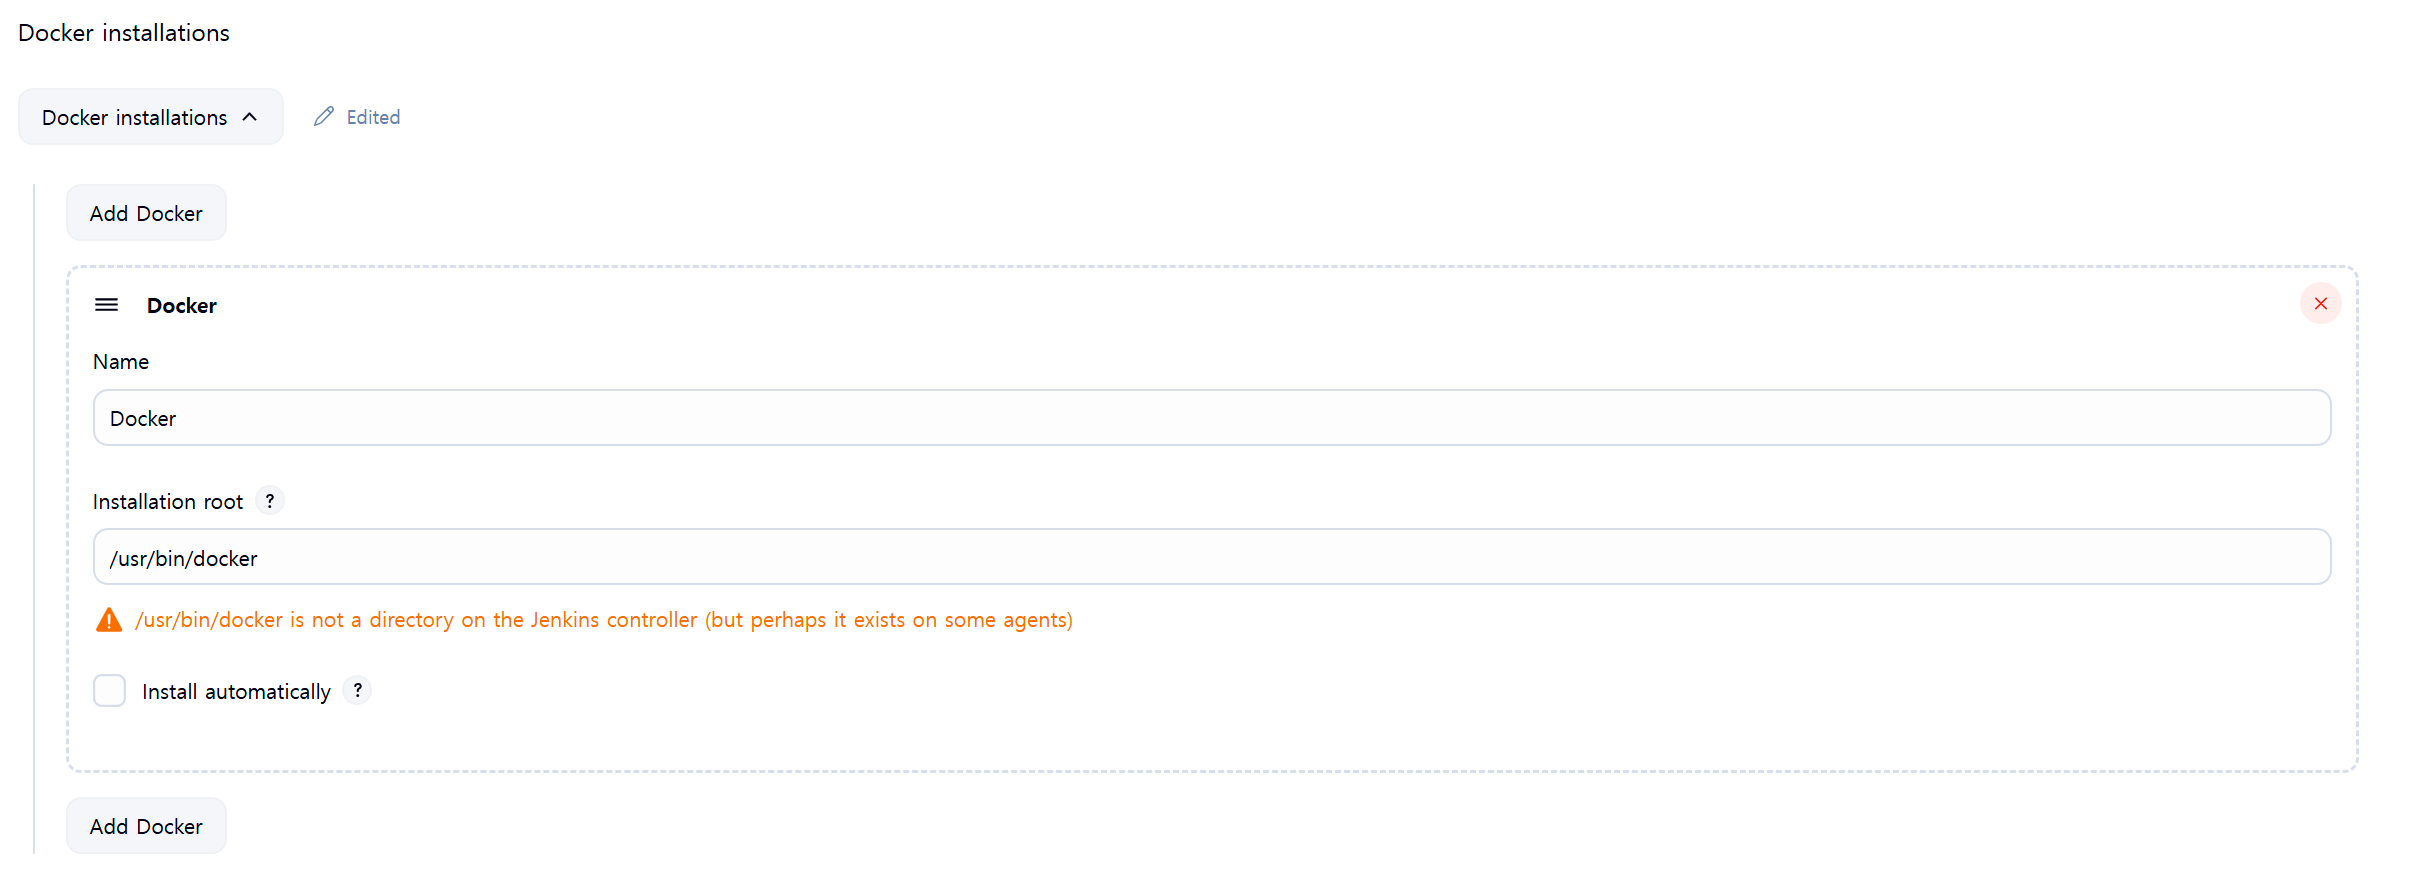 Docker installations
Docker installations
Edited
Add Docker
Docker
Name
Docker
Installation root ?
/usr/bin/docker
/usr/bin/docker is not a directory on the Jenkins controller (but perhaps it exists on some agents)
Install automatically ?
Add Docker